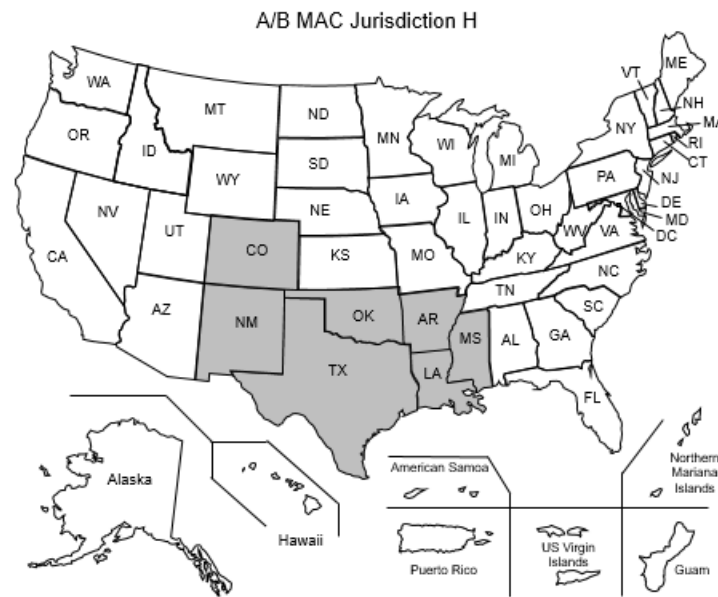 A/B MAC Jurisdiction H
WA
MT
ND
MN
VT
ME
NH
MA
OR
ID
SD
WI
MI
NY
RI
CT
WY
IA
PA
NJ
NV
NE
IL
IN
OH
DE
MD
UT
WV
VA
DC
CA
CO
KS
MO
KY
NC
TN
AZ
NM
OK
AR
SC
MS
AL
GA
TX
LA
FL
Alaska
Hawaii
American Samoa
Northern
Mariana
Islands
Puerto Rico
US Virgin
Islands
Guam